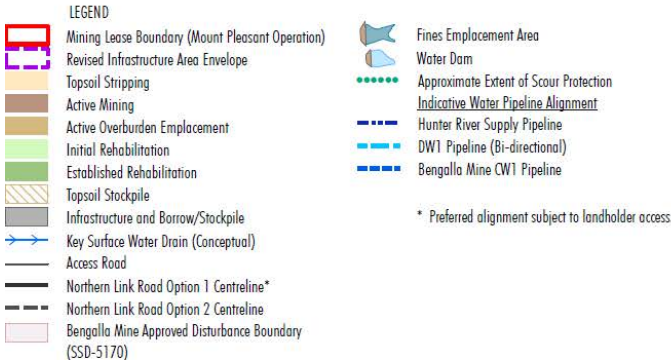 LEGEND
Mining Lease Boundary (Mount Pleasant Operation)
Revised Infrastructure Area Envelope
Topsoil Stripping
Active Mining
Active Overburden Emplacement
Initial Rehabilitation
Established Rehabilitation
Topsoil Stockpile
Infrastructure and Borrow/Stockpile
Key Surface Water Drain (Conceptual)
Access Road
Northern Link Road Option 1 Centreline*
Northern Link Road Option 2 Centreline
Bengalla Mine Approved Disturbance Boundary
(SSD-5170)
Fines Emplacement Area
Water Dam
Approximate Extent of Scour Protection
Indicative Water Pipeline Alignment
Hunter River Supply Pipeline
DW1 Pipeline (Bi-directional)
Bengalla Mine CW1 Pipeline
* Preferred alignment subject to landholder access